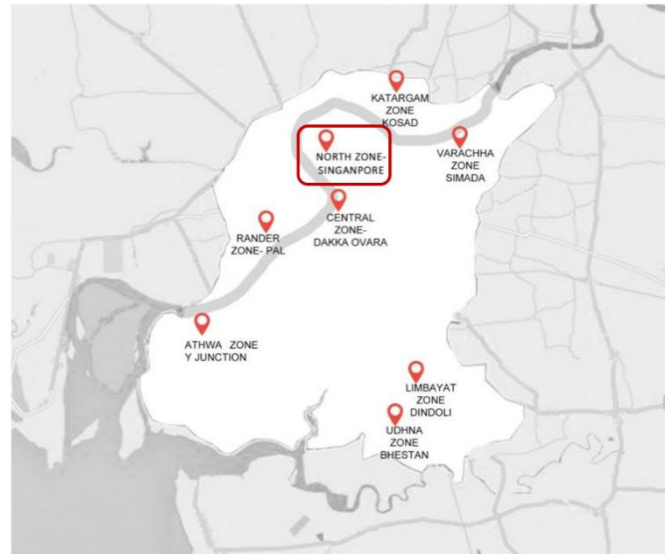 KATARGAM
ZONE
KOSAD
NORTH ZONE-
SINGANPORE
VARACHHA
ZONE
SIMADA
CENTRAL
ZONE-
DAKKA OVARA
RANDER
ZONE- PAL
ATHWA ZONE
Y JUNCTION
LIMBAYAT
ZONE
DINDOLI
UDHNA
ZONE
BHESTAN